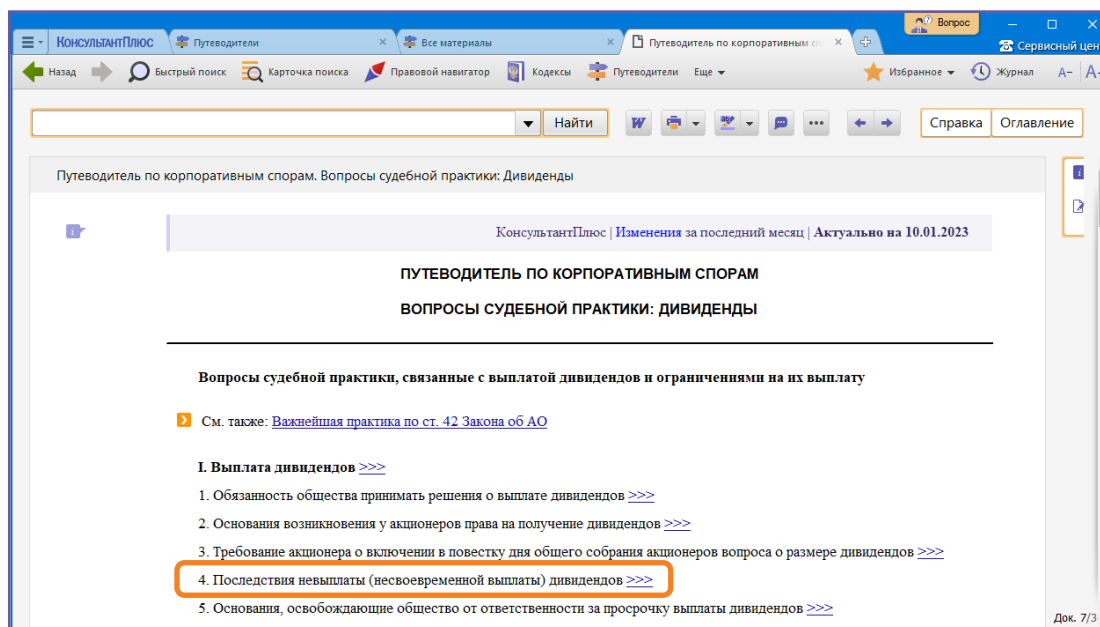 Вопрос
КонсультантПлюс Путеводители Все материалы Путеводитель по корпоративным
Сервисный цен
Назад Быстрый поиск Карточка поиска Правовой навигатор Кодексы Путеводители Еще Избранное Журнал А- А-
Найти Справка Оглавление
Путеводитель по корпоративным спорам. Вопросы судебной практики: Дивиденды
КонсультантПлюс | Изменения за последний месяц | Актуально на 10.01.2023
ПУТЕВОДИТЕЛЬ ПО КОРПОРАТИВНЫМ СПОРАМ
ВОПРОСЫ СУДЕБНОЙ ПРАКТИКИ: ДИВИДЕНДЫ
Вопросы судебной практики, связанные с выплатой дивидендов и ограничениями на их выплату
См. также: Важнейшая практика по ст. 42 Закона об АО
I. Выплата дивидендов >>>
1. Обязанность общества принимать решения о выплате дивидендов >>>
2. Основания возникновения у акционеров права на получение дивидендов >>>
3. Требование акционера о включении в повестку дня общего собрания акционеров вопроса о размере дивидендов >>>
4. Последствия невыплаты (несвоевременной выплаты) дивидендов >>>
5. Основания, освобождающие общество от ответственности за просрочку выплаты дивидендов >>>
Док. 7/3